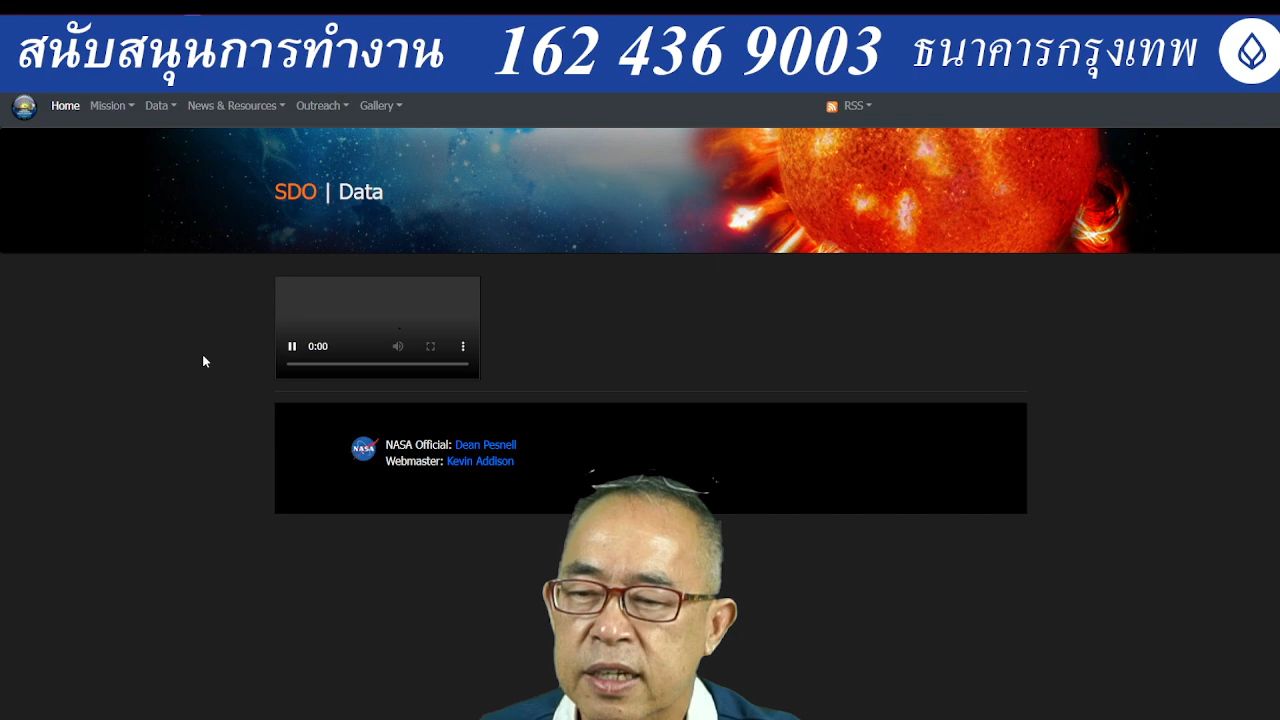 สนับสนุนการทำงาน 162 436 9003 ธนาคารกรุงเทพ
Home Mission Data News & Resources Outreach Gallery RSS
SDO | Data
0:00
NASA
NASA Official: Dean Pesnell
Webmaster: Kevin Addison